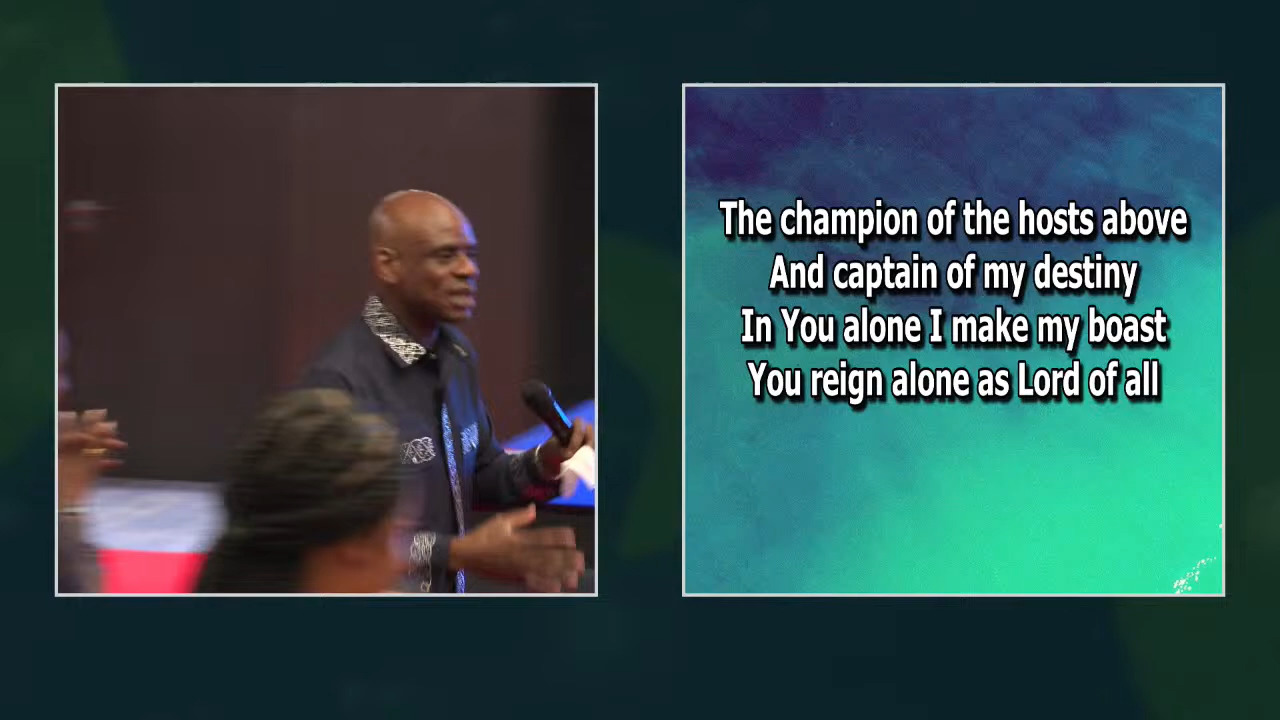 The champion of the hosts above
And captain of my destiny
In You alone I make my boast
You reign alone as Lord of all